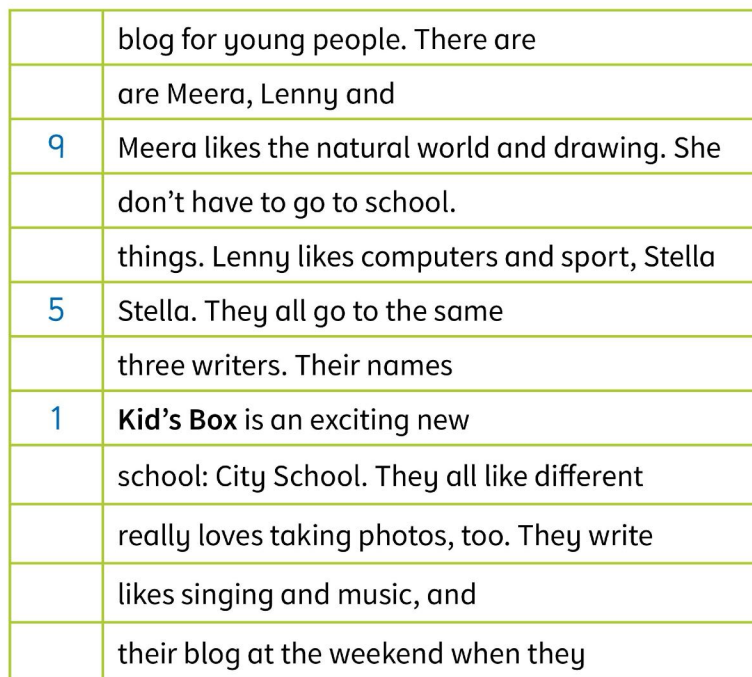 blog for young people. There are
are Meera, Lenny and
9 Meera likes the natural world and drawing. She
don't have to go to school.
things. Lenny likes computers and sport, Stella
5 Stella. They all go to the same
three writers. Their names
1 Kid's Box is an exciting new
school: City School. They all like different
really loves taking photos, too. They write
likes singing and music, and
their blog at the weekend when they